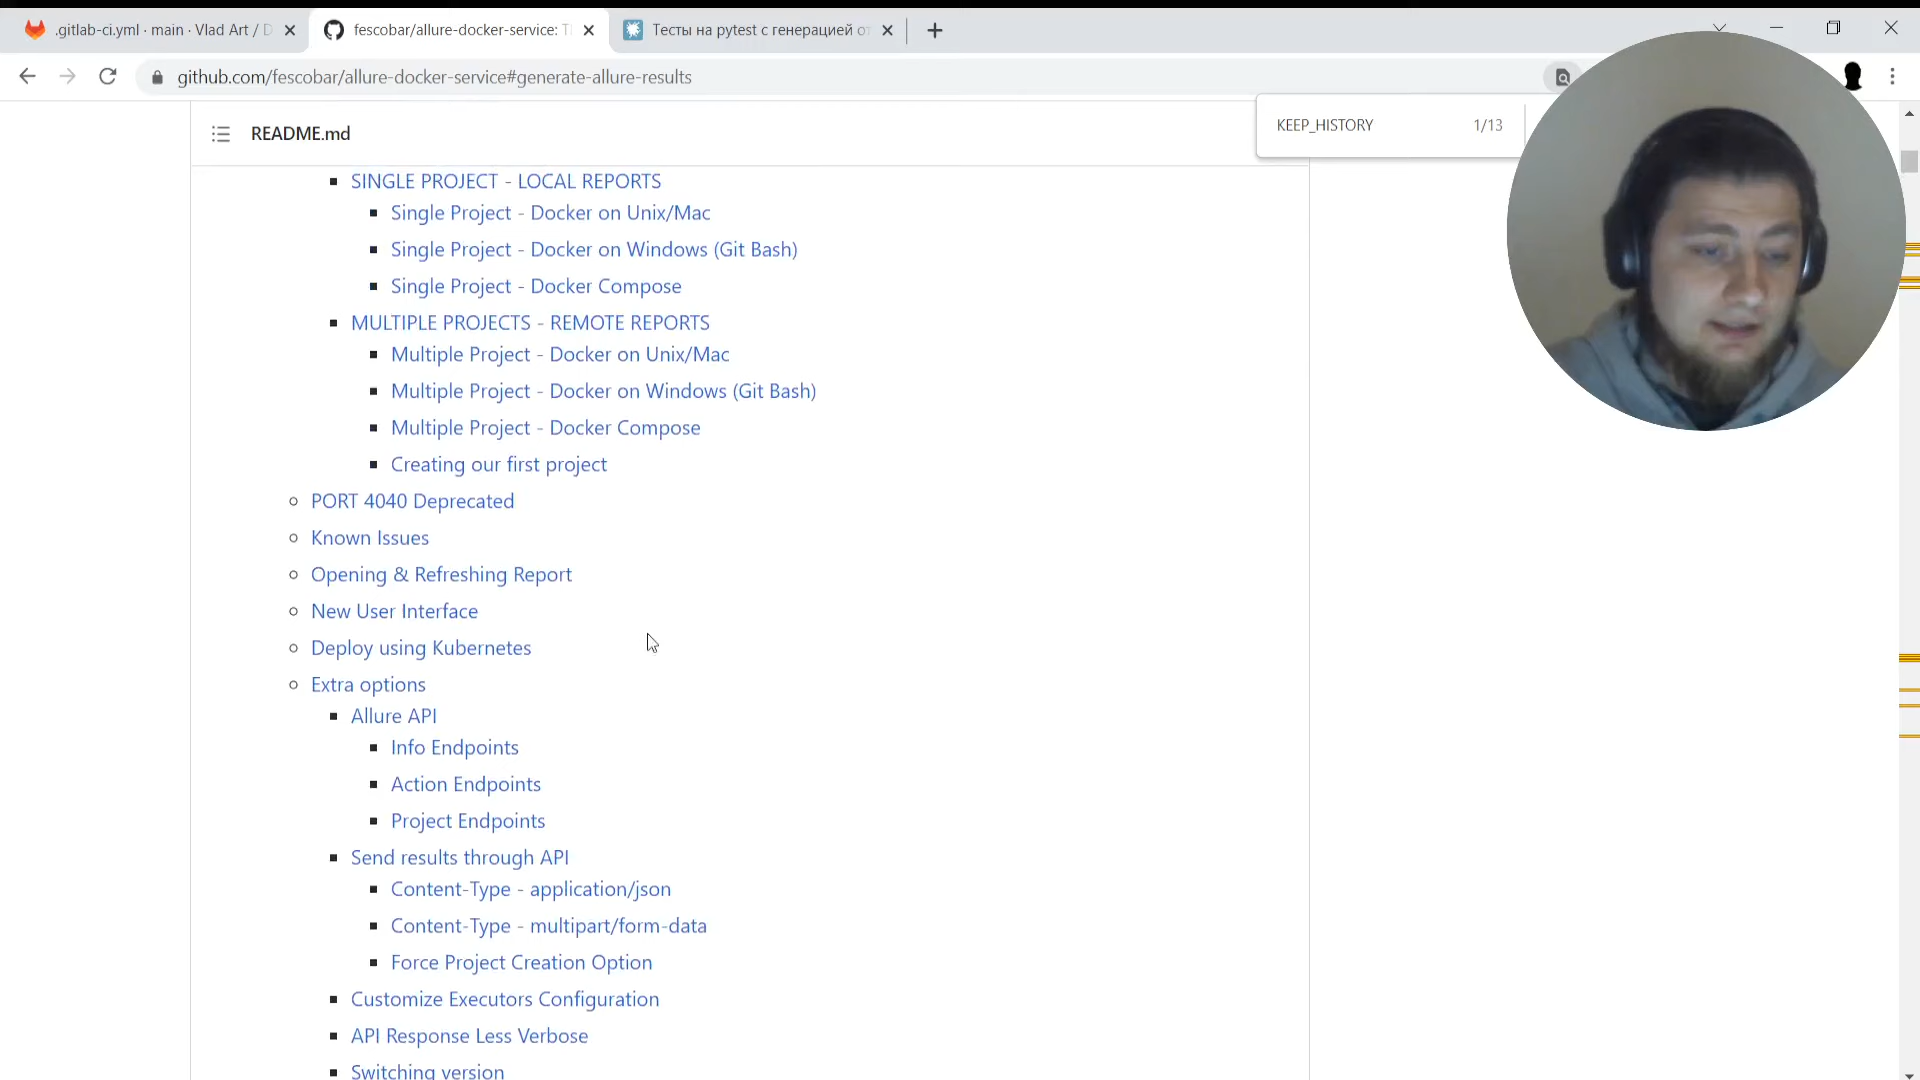 .gitlab-ci.yml · main · Vlad Art / D
fescobar/allure-docker-service: T
Тесты на pytest с генерацией о
github.com/fescobar/allure-docker-service#generate-allure-results
README.md
KEEP_HISTORY 1/13
SINGLE PROJECT - LOCAL REPORTS
Single Project - Docker on Unix/Mac
Single Project - Docker on Windows (Git Bash)
Single Project - Docker Compose
MULTIPLE PROJECTS - REMOTE REPORTS
Multiple Project - Docker on Unix/Mac
Multiple Project - Docker on Windows (Git Bash)
Multiple Project - Docker Compose
Creating our first project
PORT 4040 Deprecated
Known Issues
Opening & Refreshing Report
New User Interface
Deploy using Kubernetes
Extra options
Allure API
Info Endpoints
Action Endpoints
Project Endpoints
Send results through API
Content-Type - application/json
Content-Type - multipart/form-data
Force Project Creation Option
Customize Executors Configuration
API Response Less Verbose
Switching version